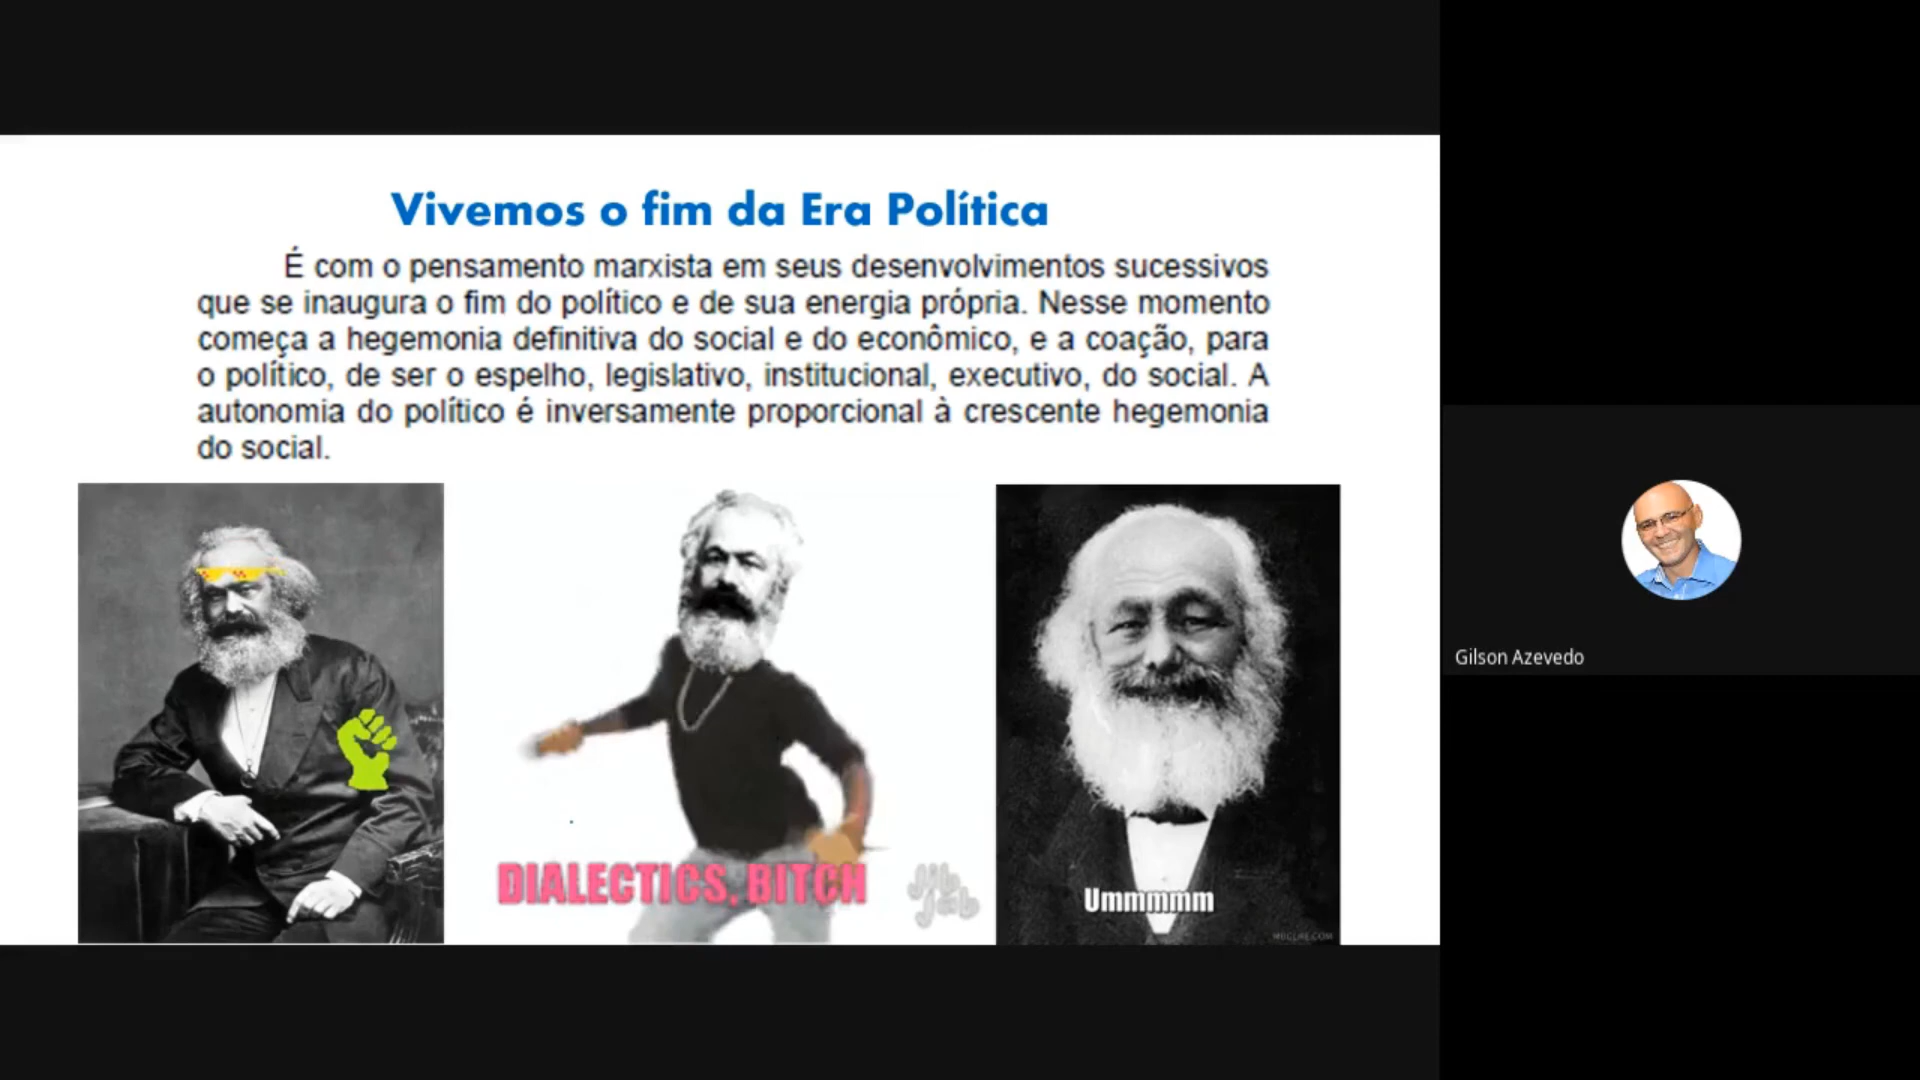 Vivemos o fim da Era Política
É com o pensamento marxista em seus desenvolvimentos sucessivos
que se inaugura o fim do político e de sua energia própria. Nesse momento
começa a hegemonia definitiva do social e do econômico, e a coação, para
o político, de ser o espelho, legislativo, institucional, executivo, do social. A
autonomia do político é inversamente proporcional à crescente hegemonia
do social.
DIALECTICS, BITCH
Jib
Jab
Ummmmm
Gilson Azevedo